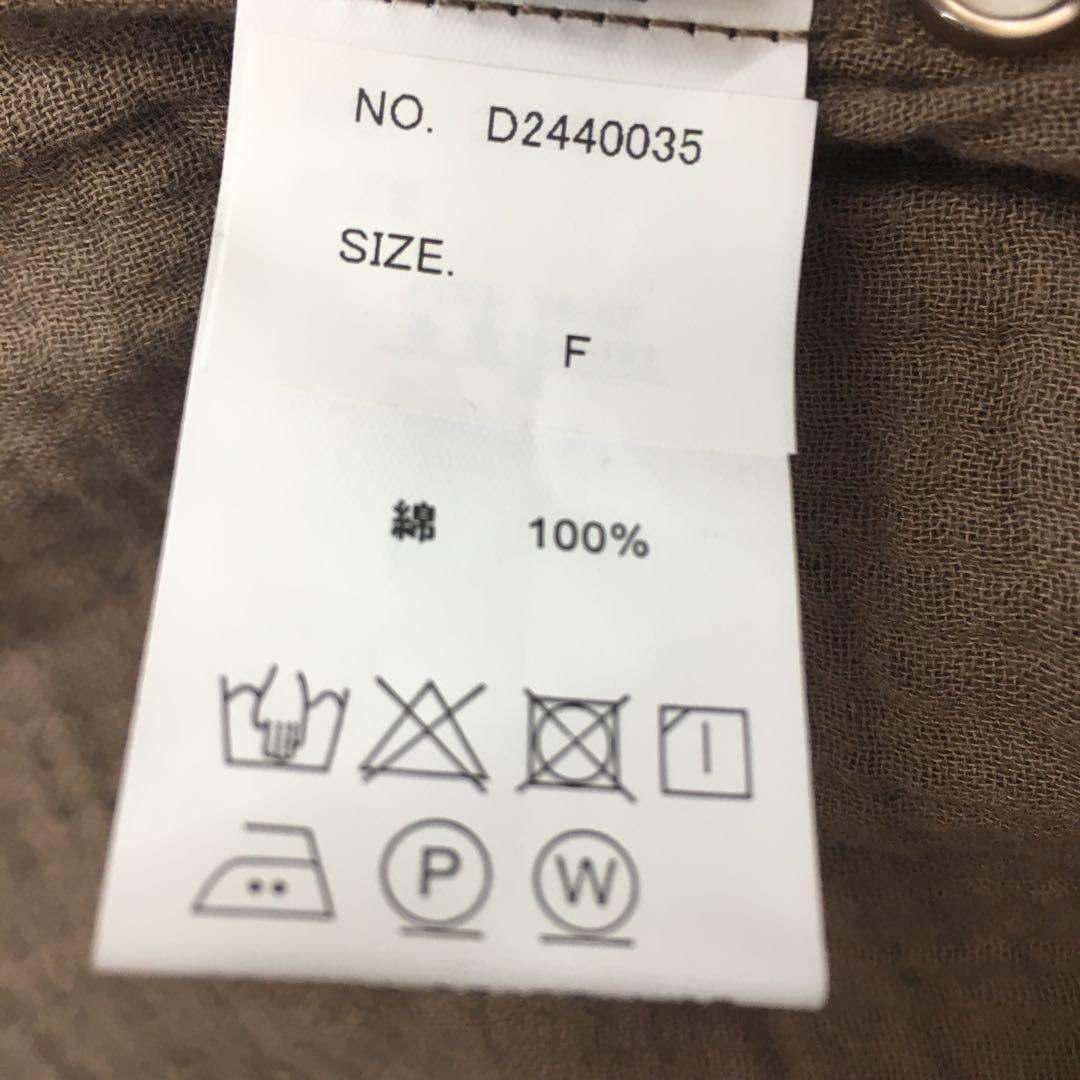 NO. D2440035
SIZE.
F
綿 100%
P W